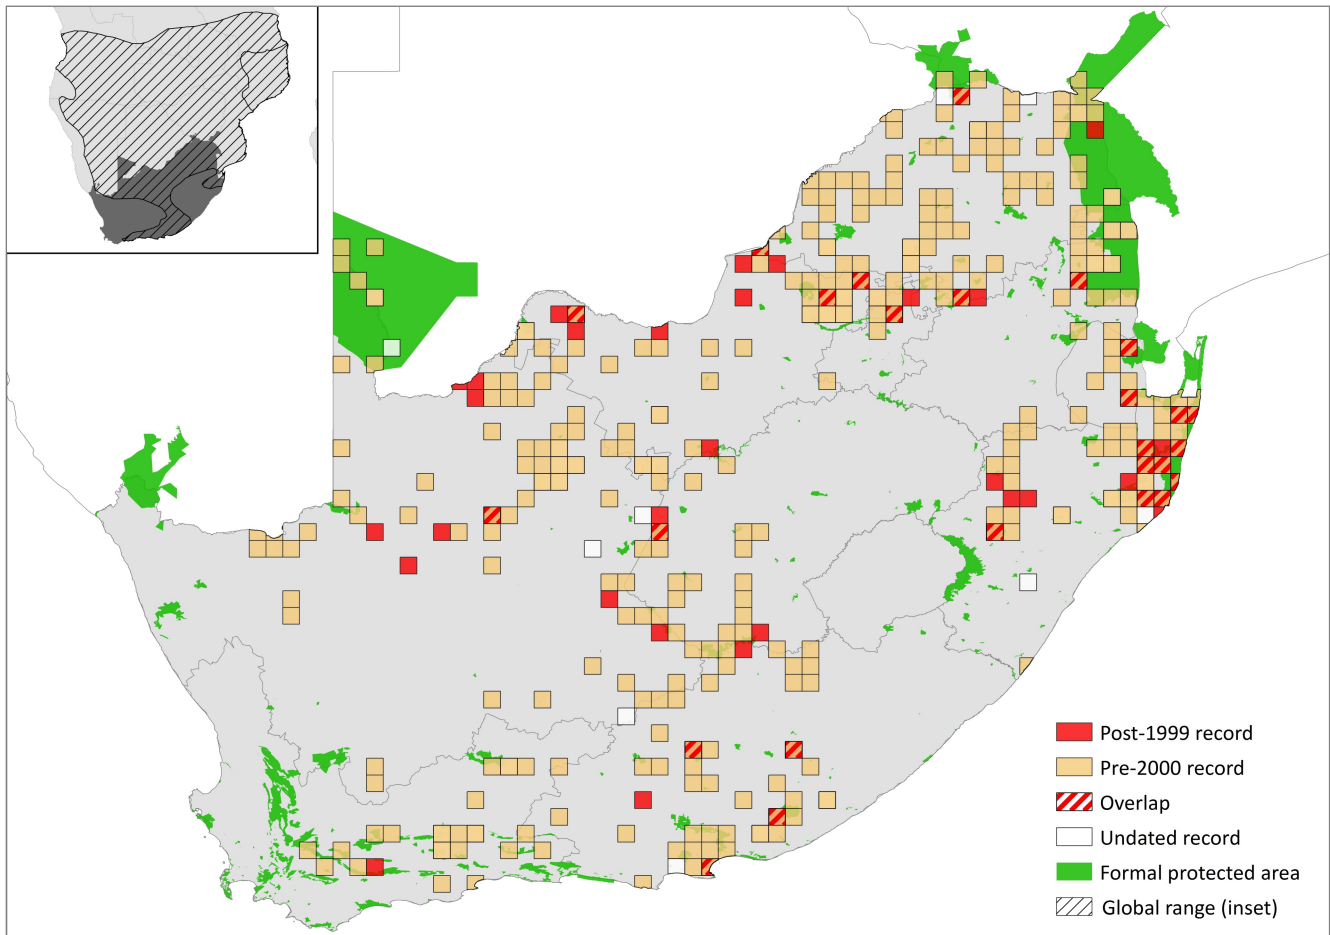 Post-1999 record
Pre-2000 record
Overlap
Undated record
Formal protected area
Global range (inset)